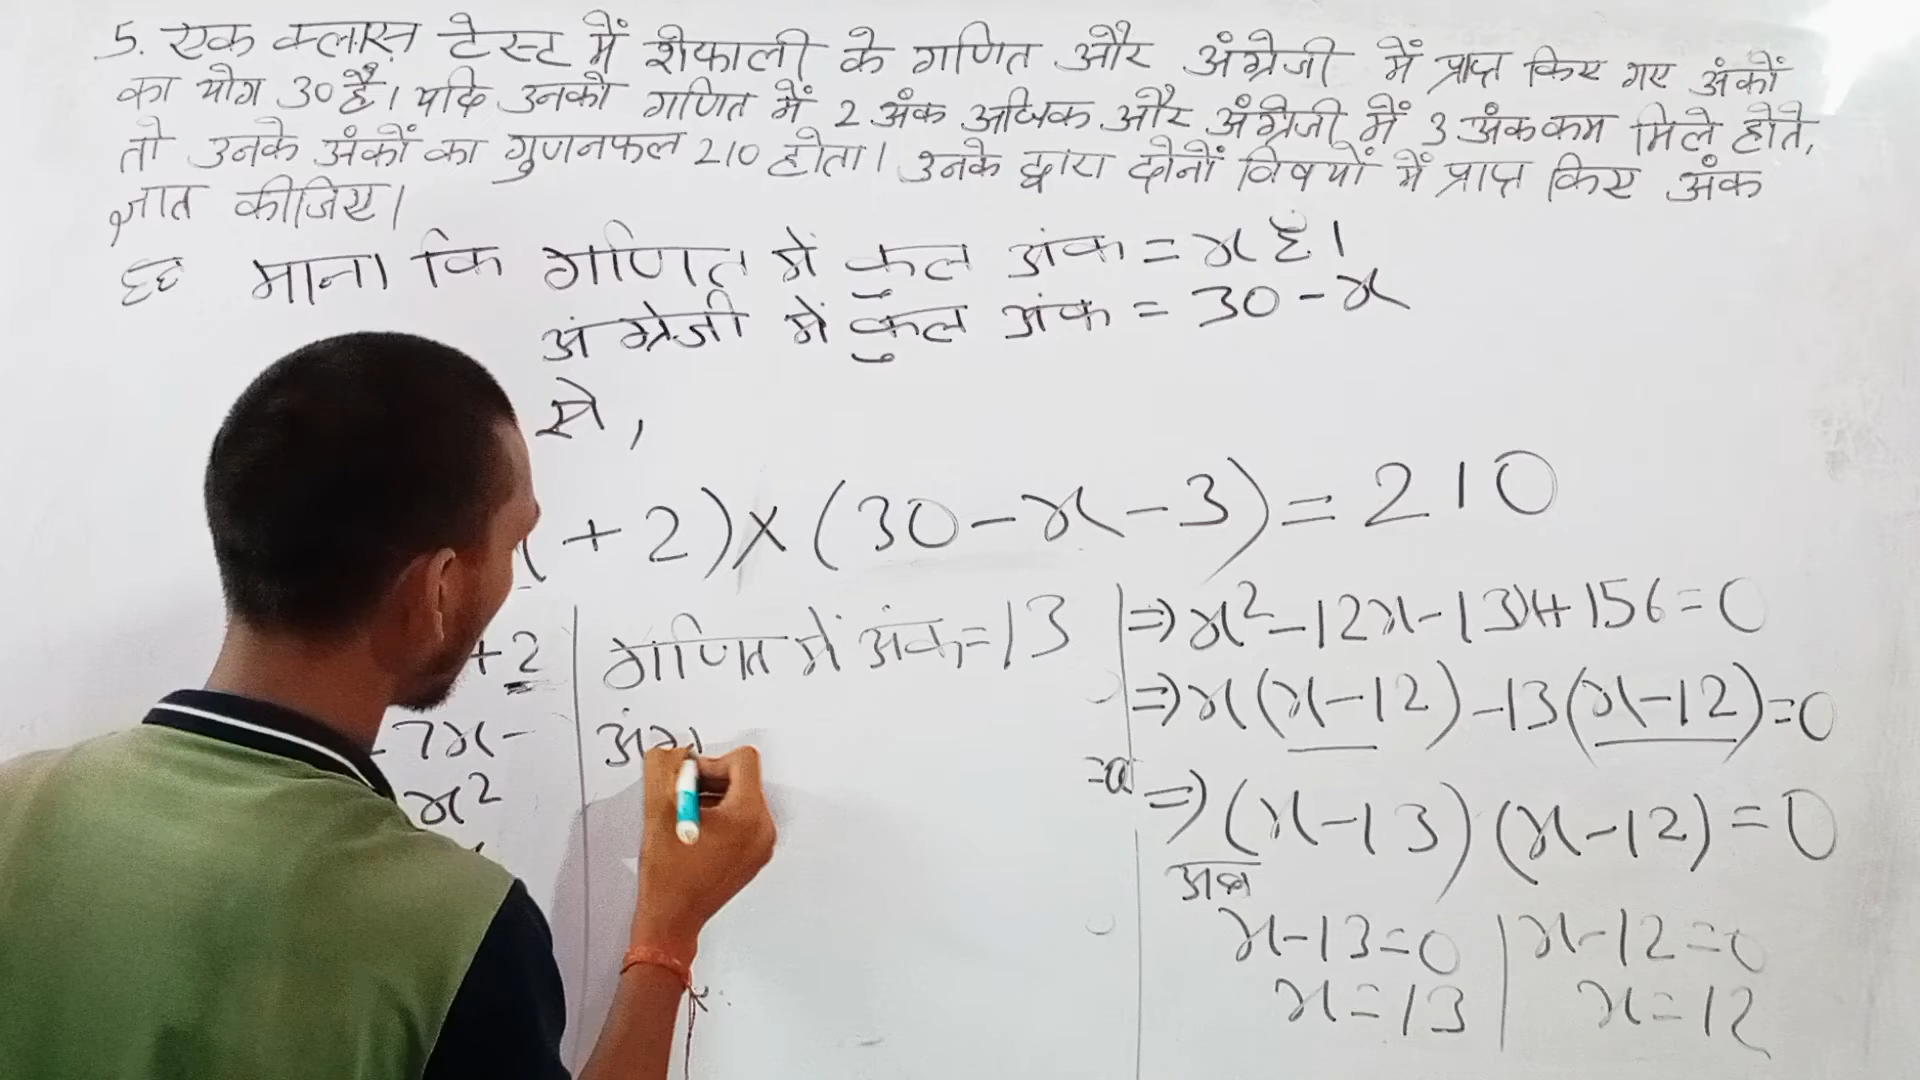 5. एक क्लास टेस्ट में शेफाली के गणित और अंग्रेजी में प्राप्त किए गए अंकों
का योग 30 है। यदि उनको गणित में 2 अंक अधिक और अंग्रेजी में 3 अंक कम मिले होते,
तो उनके अंकों का गुणनफल 210 होता। उनके द्वारा दोनों विषयों में प्राप्त किए अंक
ज्ञात कीजिए।
माना कि गणित में कुल अंक = x है।
अंग्रेजी में कुल अंक = 30 - x
से,
+ 2) × (30 - x - 3) = 210
+ 2
- 7x -
x²
गणित में अंक = 13
अंग्र
⇒ x² - 12x - 13x + 156 = 0
⇒ x(x - 12) - 13(x - 12) = 0
= 0
⇒ (x - 13) (x - 12) = 0
अब
x - 13 = 0 | x - 12 = 0
x = 13 | x = 12